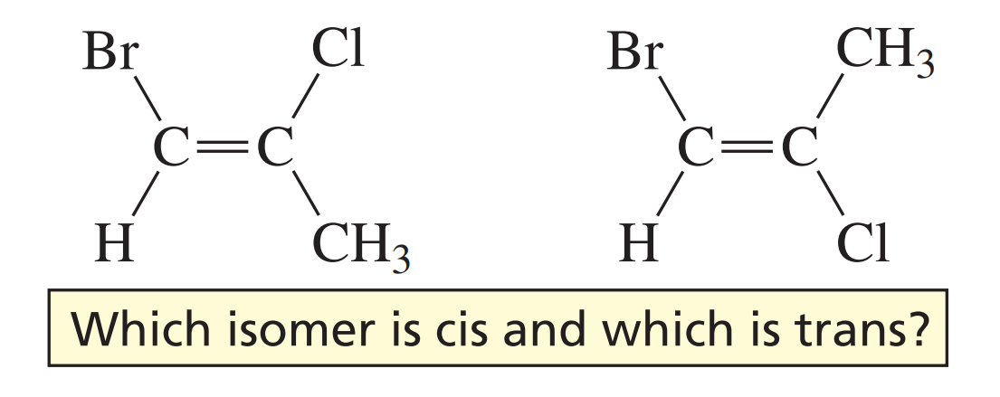 Br Cl Br CH₃
C=C C=C
H CH₃ H Cl
Which isomer is cis and which is trans?